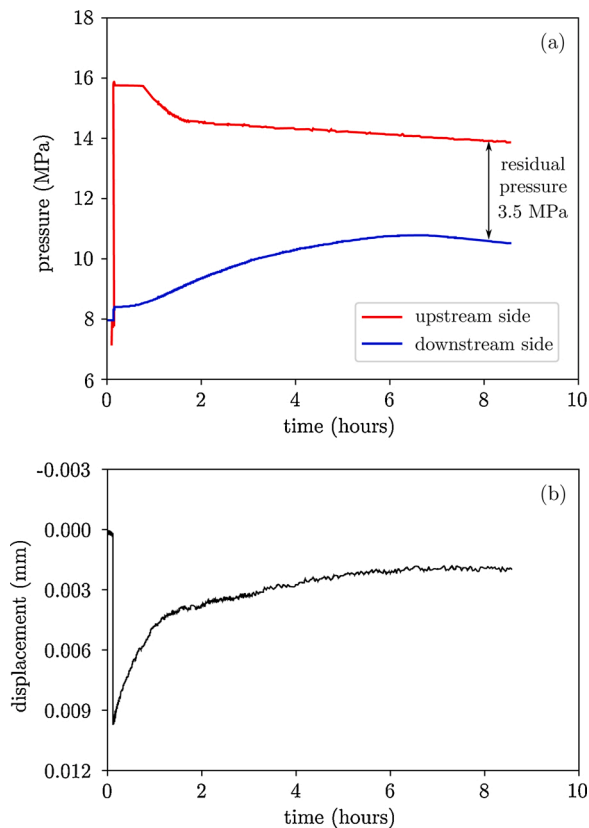 18
(a)
16
14
12
10
8
6
pressure (MPa)
residual
pressure
3.5 MPa
upstream side
downstream side
0
2
4
6
8
10
time (hours)
-0.003
(b)
0.000
0.003
0.006
0.009
0.012
displacement (mm)
0
2
4
6
8
10
time (hours)